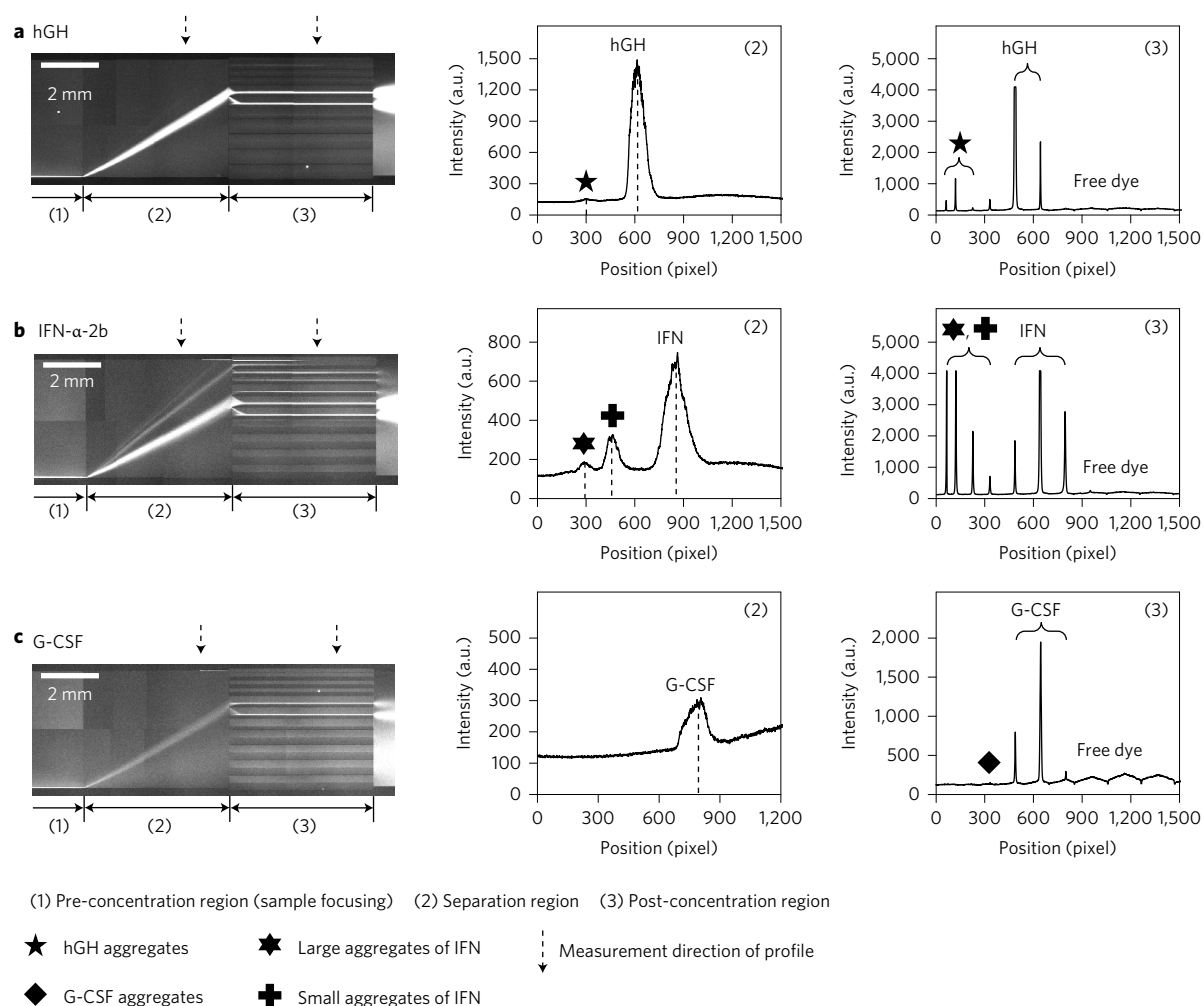 a hGH
2 mm
(1) (2) (3)
hGH
(2)
Intensity (a.u.)
1,500
1,200
900
600
300
0
0 300 600 900 1,200 1,500
Position (pixel)
hGH
(3)
Intensity (a.u.)
5,000
4,000
3,000
2,000
1,000
0
Free dye
0 300 600 900 1,200 1,500
Position (pixel)
b IFN-α-2b
2 mm
(1) (2) (3)
IFN
(2)
Intensity (a.u.)
800
600
400
200
0
0 300 600 900 1,200 1,500
Position (pixel)
, IFN
(3)
Intensity (a.u.)
5,000
4,000
3,000
2,000
1,000
0
Free dye
0 300 600 900 1,200 1,500
Position (pixel)
c G-CSF
2 mm
(1) (2) (3)
(2)
G-CSF
Intensity (a.u.)
500
400
300
200
100
0
0 300 600 900 1,200
Position (pixel)
G-CSF
(3)
Intensity (a.u.)
2,000
1,500
1,000
500
0
Free dye
0 300 600 900 1,200 1,500
Position (pixel)
(1) Pre-concentration region (sample focusing) (2) Separation region (3) Post-concentration region
hGH aggregates
Large aggregates of IFN
Measurement direction of profile
G-CSF aggregates
Small aggregates of IFN